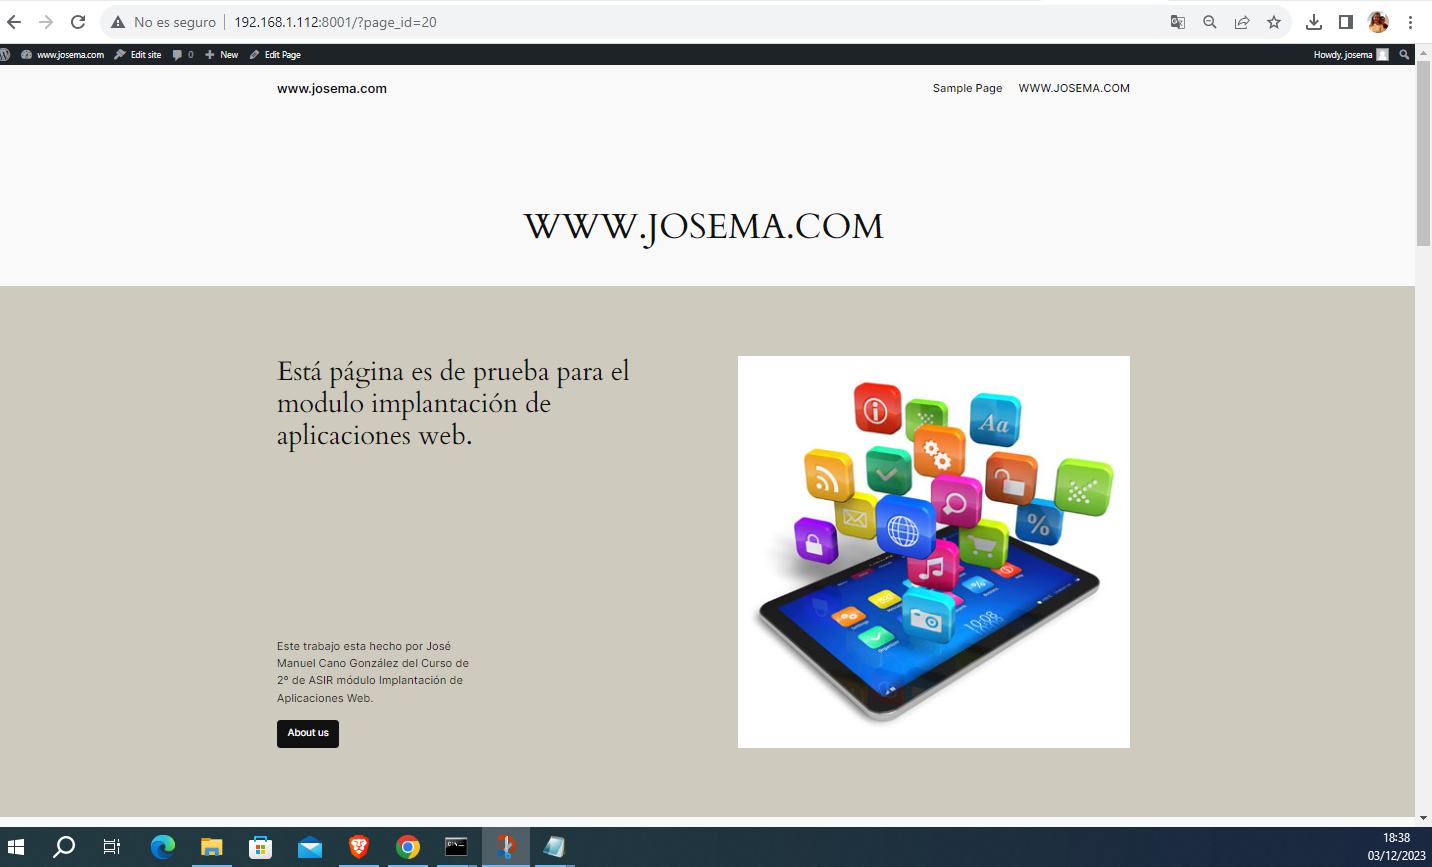 No es seguro 192.168.1.112:8001/?page_id=20
www.josema.com Edit site 0 New Edit Page Howdy, josema
www.josema.com Sample Page WWW.JOSEMA.COM
WWW.JOSEMA.COM
Está página es de prueba para el
modulo implantación de
aplicaciones web.
Aa
%
%
19:08
Este trabajo esta hecho por José
Manuel Cano González del Curso de
2º de ASIR módulo Implantación de
Aplicaciones Web.
About us
18:38
03/12/2023